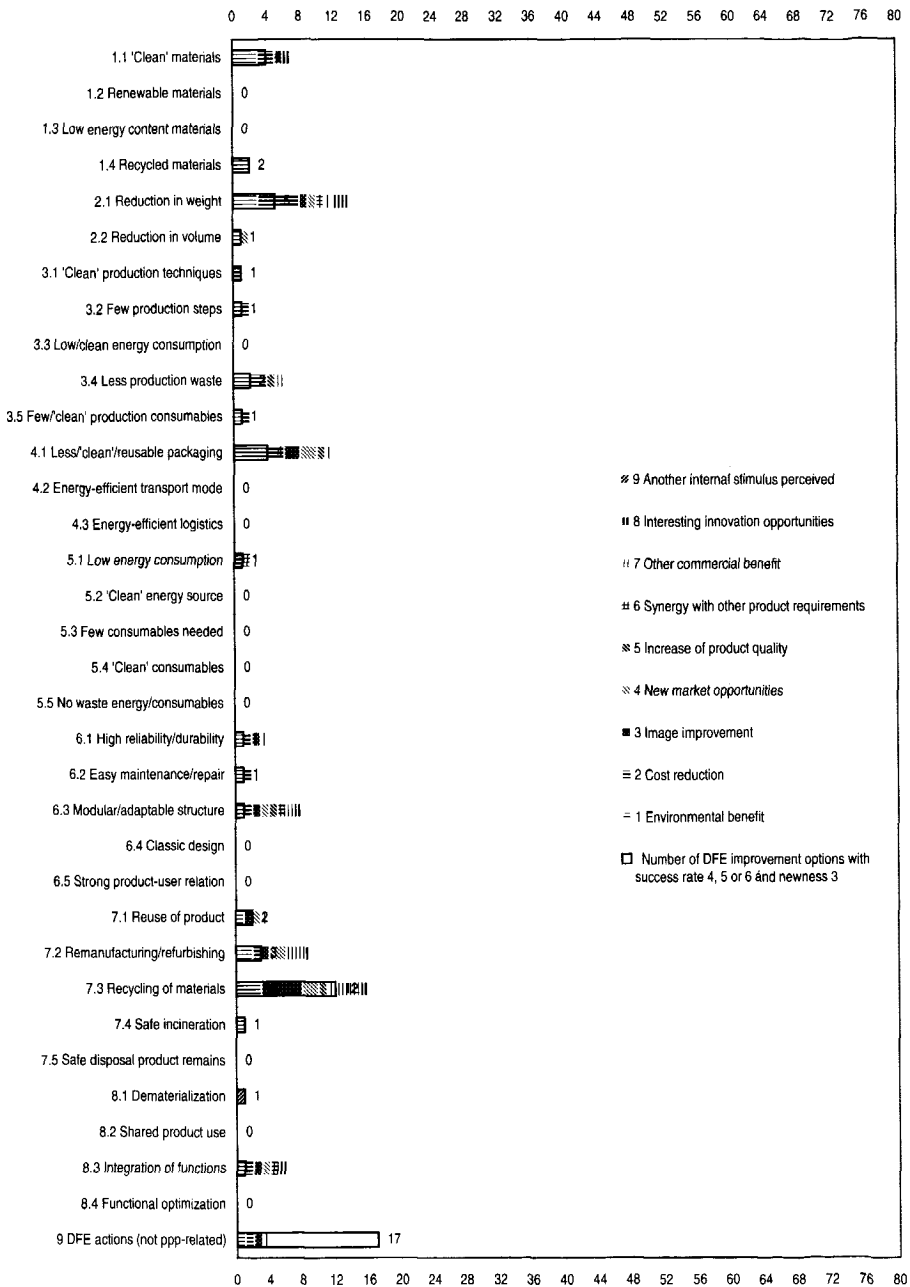 0 4 8 12 16 20 24 28 32 36 40 44 48 52 56 60 64 68 72 76 80
1.1 'Clean' materials
1.2 Renewable materials 0
1.3 Low energy content materials 0
1.4 Recycled materials 2
2.1 Reduction in weight
2.2 Reduction in volume 1
3.1 'Clean' production techniques 1
3.2 Few production steps 1
3.3 Low/clean energy consumption 0
3.4 Less production waste
3.5 Few/'clean' production consumables 1
4.1 Less/'clean'/reusable packaging
4.2 Energy-efficient transport mode 0
4.3 Energy-efficient logistics 0
5.1 Low energy consumption 1
5.2 'Clean' energy source 0
5.3 Few consumables needed 0
5.4 'Clean' consumables 0
5.5 No waste energy/consumables 0
6.1 High reliability/durability
6.2 Easy maintenance/repair 1
6.3 Modular/adaptable structure
6.4 Classic design 0
6.5 Strong product-user relation 0
7.1 Reuse of product 2
7.2 Remanufacturing/refurbishing
7.3 Recycling of materials
7.4 Safe incineration 1
7.5 Safe disposal product remains 0
8.1 Dematerialization 1
8.2 Shared product use 0
8.3 Integration of functions
8.4 Functional optimization 0
9 DFE actions (not ppp-related) 17
9 Another internal stimulus perceived
8 Interesting innovation opportunities
7 Other commercial benefit
6 Synergy with other product requirements
5 Increase of product quality
4 New market opportunities
3 Image improvement
2 Cost reduction
1 Environmental benefit
Number of DFE improvement options with
success rate 4, 5 or 6 and newness 3
0 4 8 12 16 20 24 28 32 36 40 44 48 52 56 60 64 68 72 76 80